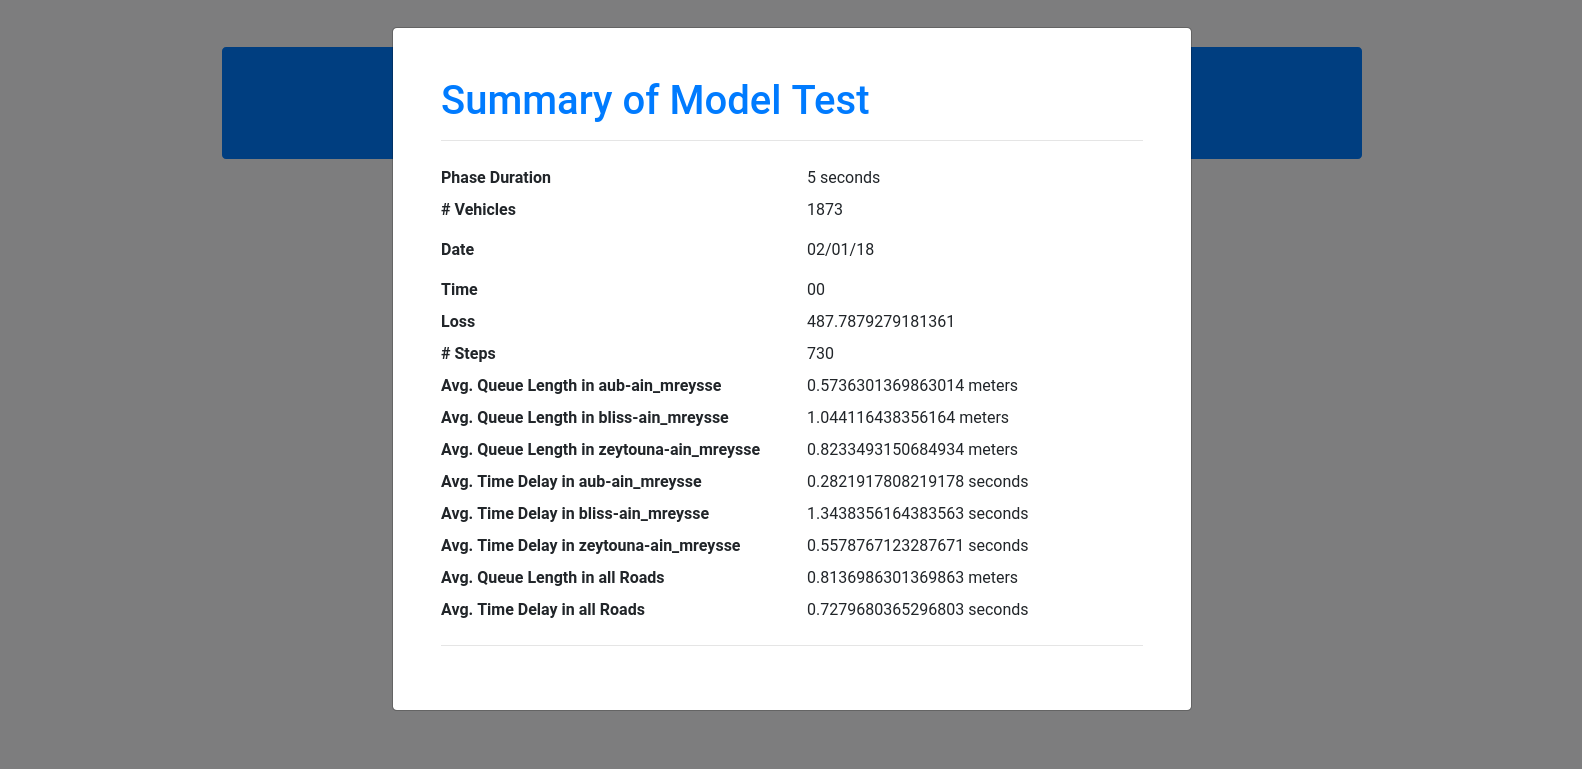 Summary of Model Test
Phase Duration 5 seconds
# Vehicles 1873
Date 02/01/18
Time 00
Loss 487.7879279181361
# Steps 730
Avg. Queue Length in aub-ain_mreysse 0.5736301369863014 meters
Avg. Queue Length in bliss-ain_mreysse 1.044116438356164 meters
Avg. Queue Length in zeytouna-ain_mreysse 0.8233493150684934 meters
Avg. Time Delay in aub-ain_mreysse 0.2821917808219178 seconds
Avg. Time Delay in bliss-ain_mreysse 1.3438356164383563 seconds
Avg. Time Delay in zeytouna-ain_mreysse 0.5578767123287671 seconds
Avg. Queue Length in all Roads 0.8136986301369863 meters
Avg. Time Delay in all Roads 0.7279680365296803 seconds